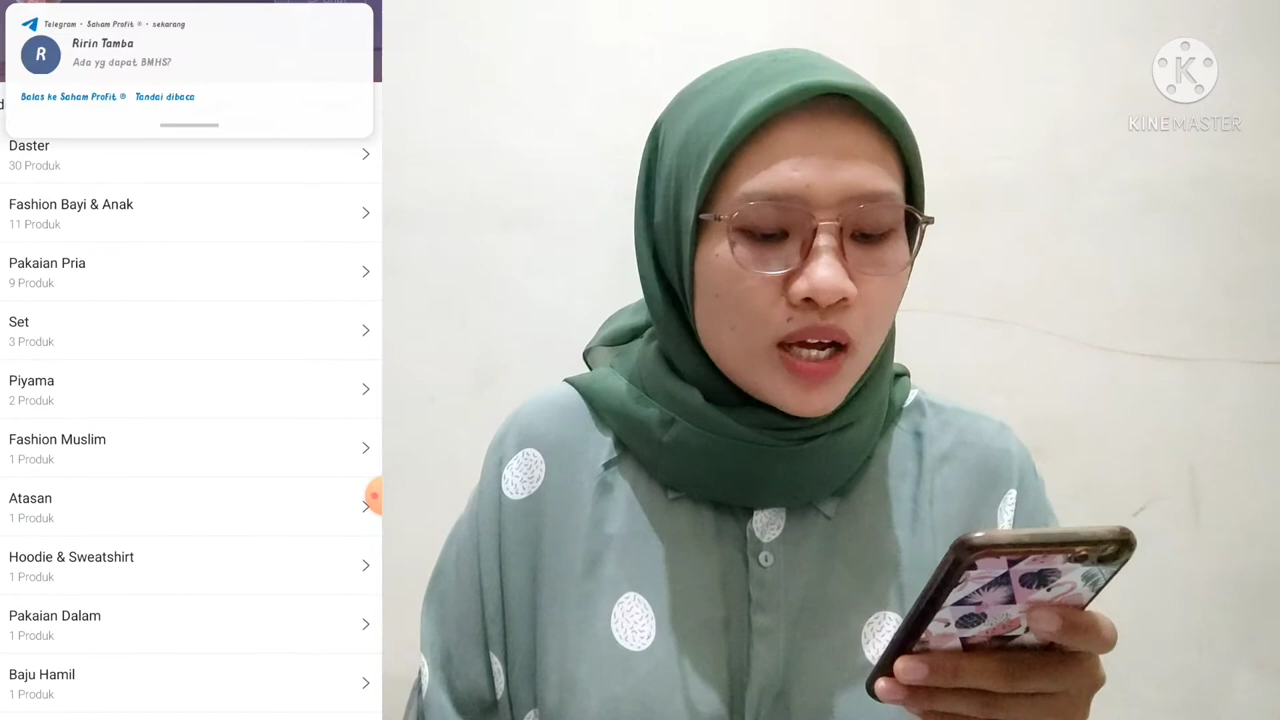 Telegram • Saham Profit ® • sekarang
R
Ririn Tamba
Ada yg dapat BMHS?
Balas ke Saham Profit ® Tandai dibaca
d
Daster
30 Produk
Fashion Bayi & Anak
11 Produk
Pakaian Pria
9 Produk
Set
3 Produk
Piyama
2 Produk
Fashion Muslim
1 Produk
Atasan
1 Produk
Hoodie & Sweatshirt
1 Produk
Pakaian Dalam
1 Produk
Baju Hamil
1 Produk
K
KINEMASTER